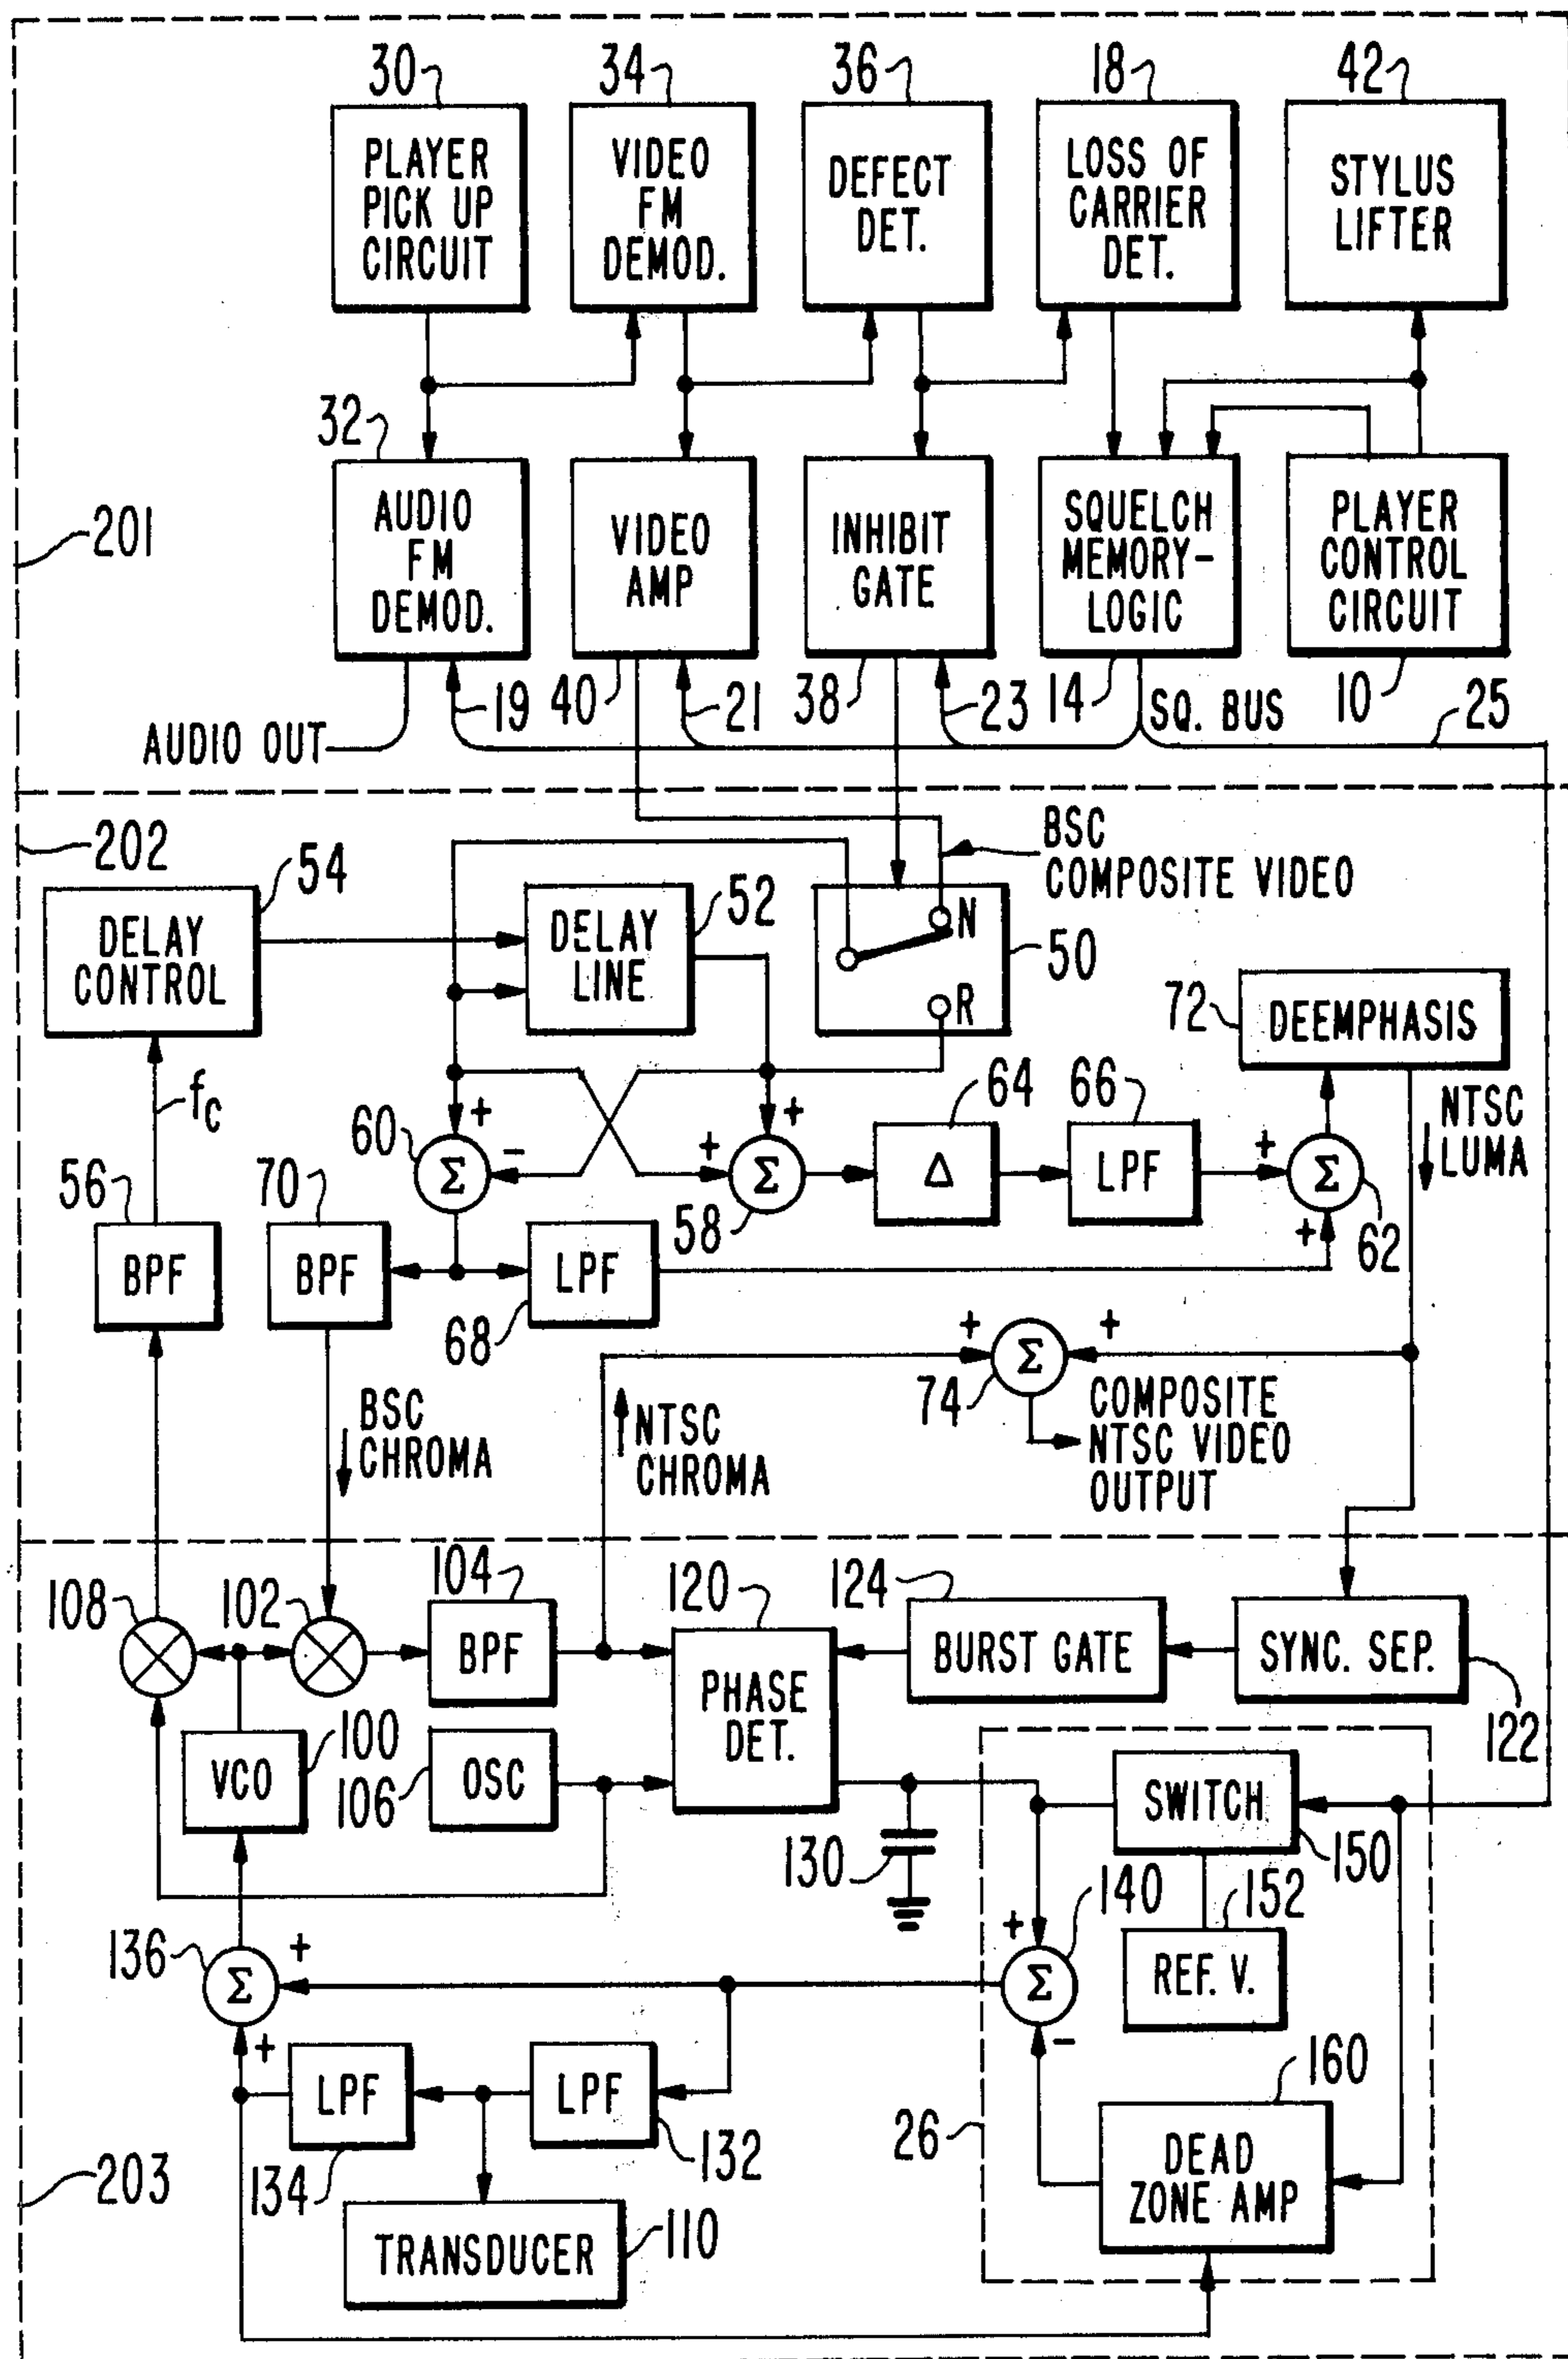 30
34
36
18
42
PLAYER
PICK UP
CIRCUIT
VIDEO
FM
DEMOD.
DEFECT
DET.
LOSS OF
CARRIER
DET.
STYLUS
LIFTER
32
AUDIO
FM
DEMOD.
VIDEO
AMP
INHIBIT
GATE
SQUELCH
MEMORY-
LOGIC
PLAYER
CONTROL
CIRCUIT
201
AUDIO OUT
19
40
21
38
23
14
SQ. BUS
10
25
202
54
DELAY
CONTROL
52
DELAY
LINE
BSC
COMPOSITE VIDEO
N
R
50
72
DEEMPHASIS
fC
60
+
-
Σ
+
+
Σ
58
64
Δ
66
LPF
+
+
Σ
62
NTSC
LUMA
56
BPF
70
BPF
LPF
68
+
+
Σ
74
COMPOSITE
NTSC VIDEO
OUTPUT
BSC
CHROMA
NTSC
CHROMA
108
102
104
BPF
120
PHASE
DET.
124
BURST GATE
SYNC. SEP.
122
VCO
100
106
OSC
130
SWITCH
150
140
+
Σ
-
152
REF. V.
136
Σ
+
+
LPF
134
LPF
132
26
160
DEAD
ZONE AMP
203
TRANSDUCER
110